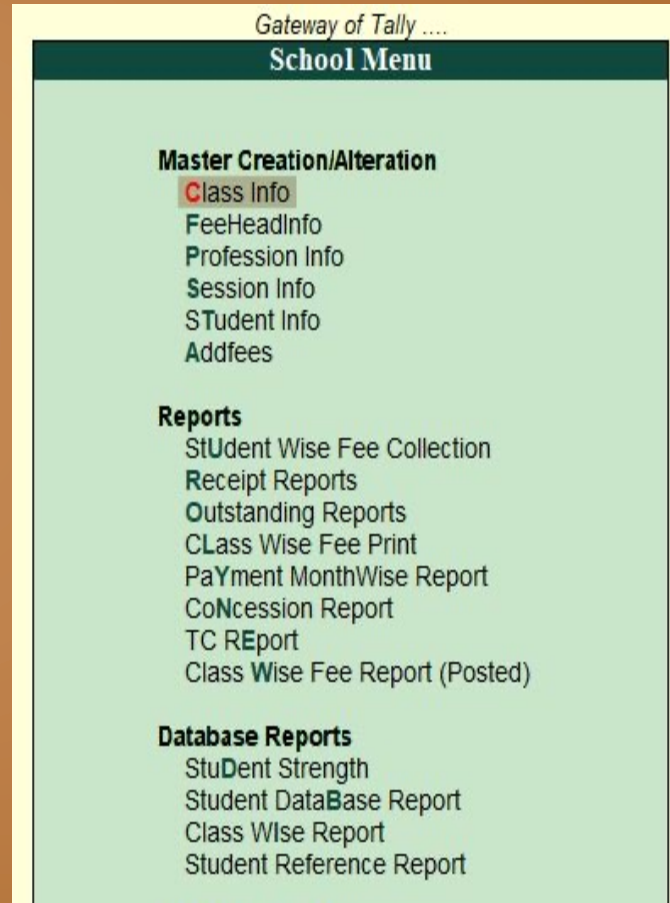 Gateway of Tally ....
School Menu
Master Creation/Alteration
Class Info
FeeHeadInfo
Profession Info
Session Info
STudent Info
Addfees
Reports
StUdent Wise Fee Collection
Receipt Reports
Outstanding Reports
CLass Wise Fee Print
PaYment MonthWise Report
CoNcession Report
TC REport
Class Wise Fee Report (Posted)
Database Reports
StuDent Strength
Student DataBase Report
Class WIse Report
Student Reference Report